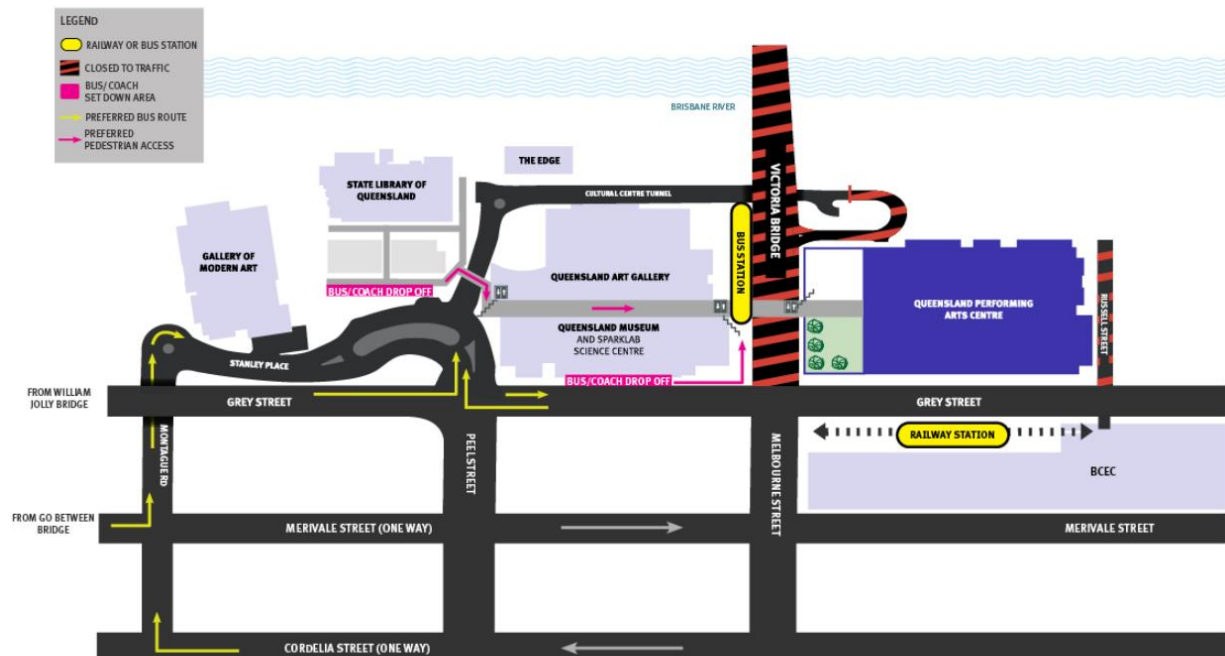 LEGEND
RAILWAY OR BUS STATION
CLOSED TO TRAFFIC
BUS/COACH
SET DOWN AREA
PREFERRED BUS ROUTE
PREFERRED
PEDESTRIAN ACCESS
BRISBANE RIVER
THE EDGE
STATE LIBRARY OF
QUEENSLAND
CULTURAL CENTRE TUNNEL
VICTORIA BRIDGE
BUS STATION
GALLERY OF
MODERN ART
QUEENSLAND ART GALLERY
BUS/COACH DROP OFF
QUEENSLAND PERFORMING
ARTS CENTRE
RUSSELL STREET
QUEENSLAND MUSEUM
AND SPARKLAB
SCIENCE CENTRE
STANLEY PLACE
BUS/COACH DROP OFF
FROM WILLIAM
JOLLY BRIDGE
GREY STREET
GREY STREET
MONTAGUE RD
PEEL STREET
MELBOURNE STREET
RAILWAY STATION
BCEC
FROM GO BETWEEN
BRIDGE
MERIVALE STREET (ONE WAY)
MERIVALE STREET
CORDELIA STREET (ONE WAY)